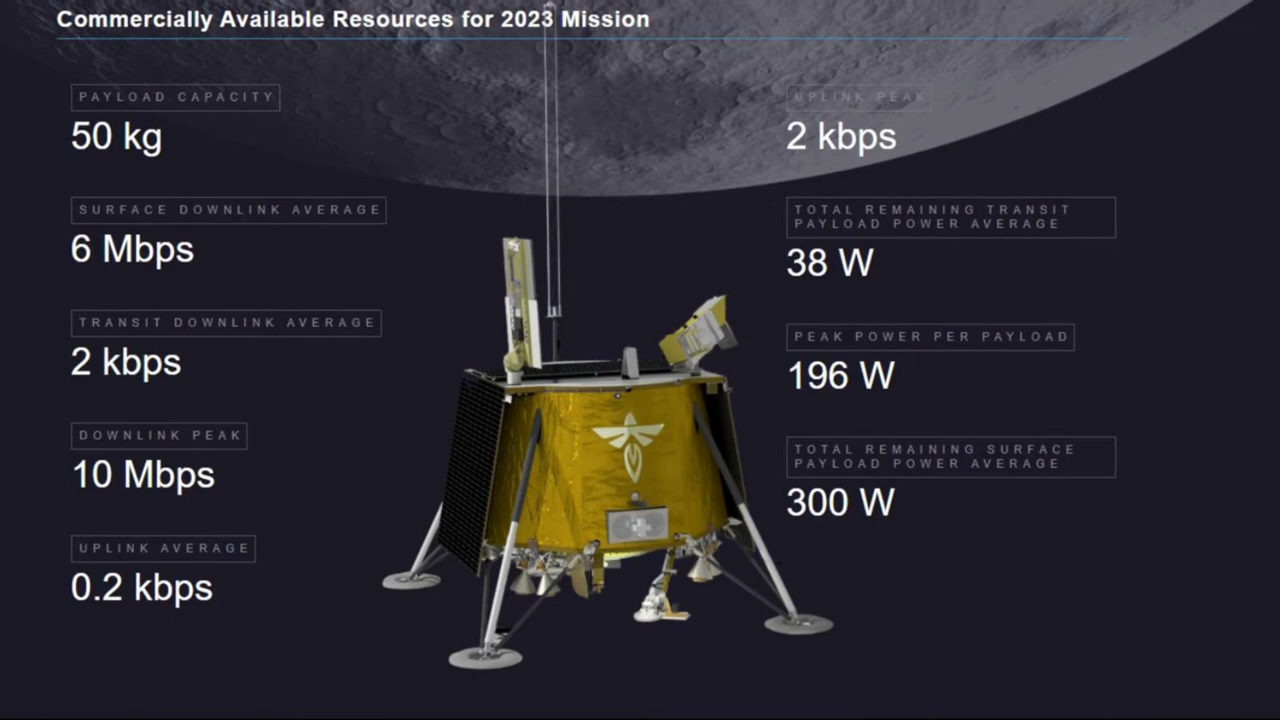 Commercially Available Resources for 2023 Mission
PAYLOAD CAPACITY
50 kg
SURFACE DOWNLINK AVERAGE
6 Mbps
TRANSIT DOWNLINK AVERAGE
2 kbps
DOWNLINK PEAK
10 Mbps
UPLINK AVERAGE
0.2 kbps
UPLINK PEAK
2 kbps
TOTAL REMAINING TRANSIT
PAYLOAD POWER AVERAGE
38 W
PEAK POWER PER PAYLOAD
196 W
TOTAL REMAINING SURFACE
PAYLOAD POWER AVERAGE
300 W